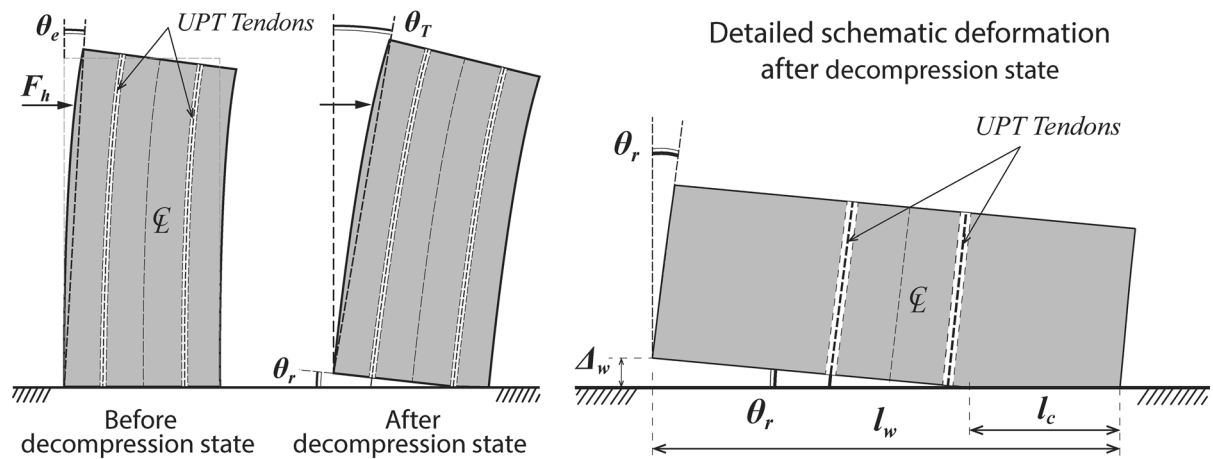 θe
UPT Tendons
Fh
℄
Before
decompression state
θT
θr
After
decompression state
Detailed schematic deformation
after decompression state
θr
UPT Tendons
℄
Δw
θr
lw
lc